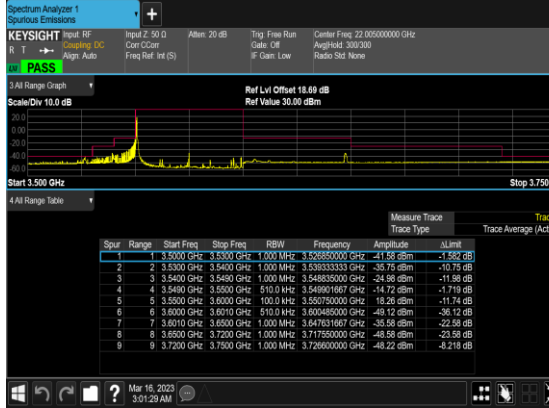 Spectrum Analyzer 1
Spurious Emissions
KEYSIGHT Input: RF Input Z: 50 Ω Atten: 20 dB Trig: Free Run Center Freq: 22.005000000 GHz
R T Coupling: DC Corr CCorr Gate: Off Avg|Hold: 300/300
Align: Auto Freq Ref: Int (S) IF Gain: Low Radio Std: None
PASS
3 All Range Graph Ref Lvl Offset 18.69 dB
Scale/Div 10.0 dB Ref Value 30.00 dBm
20.0
0.00
-20.0
-40.0
-60.0
Start 3.500 GHz Stop 3.750
4 All Range Table
Measure Trace Trac
Trace Type Trace Average (Act
Spur Range Start Freq Stop Freq RBW Frequency Amplitude ΔLimit
1 1 3.5000 GHz 3.5300 GHz 1.000 MHz 3.526850000 GHz -41.58 dBm -1.582 dB
2 2 3.5300 GHz 3.5400 GHz 1.000 MHz 3.539333333 GHz -35.75 dBm -10.75 dB
3 3 3.5400 GHz 3.5490 GHz 1.000 MHz 3.548835000 GHz -24.98 dBm -11.98 dB
4 4 3.5490 GHz 3.5500 GHz 510.0 kHz 3.549901667 GHz -14.72 dBm -1.719 dB
5 5 3.5500 GHz 3.6000 GHz 100.0 kHz 3.550750000 GHz 18.26 dBm -11.74 dB
6 6 3.6000 GHz 3.6010 GHz 510.0 kHz 3.600485000 GHz -49.12 dBm -36.12 dB
7 7 3.6010 GHz 3.6500 GHz 1.000 MHz 3.647631667 GHz -35.58 dBm -22.58 dB
8 8 3.6500 GHz 3.7200 GHz 1.000 MHz 3.717550000 GHz -48.58 dBm -23.58 dB
9 9 3.7200 GHz 3.7500 GHz 1.000 MHz 3.726600000 GHz -48.22 dBm -8.218 dB
Mar 16, 2023
3:01:29 AM